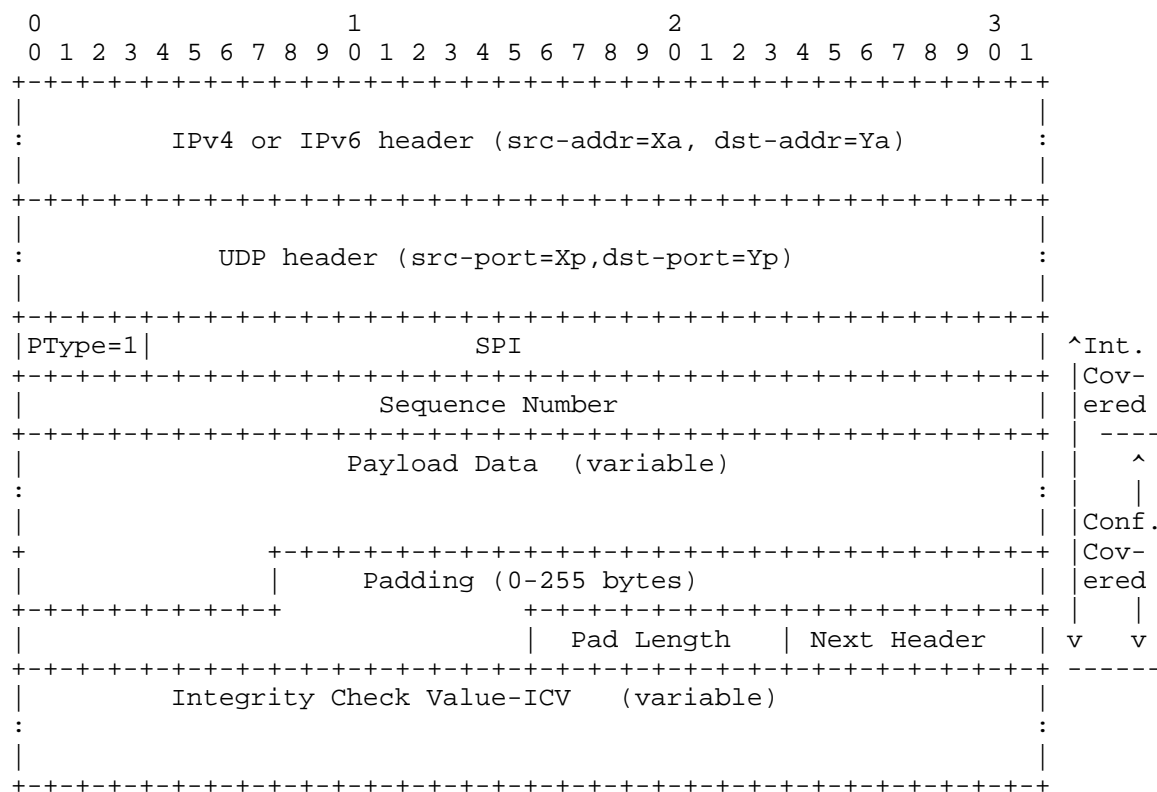 0                   1                   2                   3
 0 1 2 3 4 5 6 7 8 9 0 1 2 3 4 5 6 7 8 9 0 1 2 3 4 5 6 7 8 9 0 1
+-+-+-+-+-+-+-+-+-+-+-+-+-+-+-+-+-+-+-+-+-+-+-+-+-+-+-+-+-+-+-+-+
|                                                               |
:         IPv4 or IPv6 header (src-addr=Xa, dst-addr=Ya)        :
|                                                               |
+-+-+-+-+-+-+-+-+-+-+-+-+-+-+-+-+-+-+-+-+-+-+-+-+-+-+-+-+-+-+-+-+
|                                                               |
:            UDP header (src-port=Xp,dst-port=Yp)               :
|                                                               |
+-+-+-+-+-+-+-+-+-+-+-+-+-+-+-+-+-+-+-+-+-+-+-+-+-+-+-+-+-+-+-+-+
|PType=1|                    SPI                                | ^Int.
+-+-+-+-+-+-+-+-+-+-+-+-+-+-+-+-+-+-+-+-+-+-+-+-+-+-+-+-+-+-+-+-+ |Cov-
|                      Sequence Number                          | |ered
+-+-+-+-+-+-+-+-+-+-+-+-+-+-+-+-+-+-+-+-+-+-+-+-+-+-+-+-+-+-+-+-+ | ----
|                    Payload Data  (variable)                   | |   ^
:                                                               : |   |
|                                                               | |Conf.
+               +-+-+-+-+-+-+-+-+-+-+-+-+-+-+-+-+-+-+-+-+-+-+-+-+ |Cov-
|               |     Padding (0-255 bytes)                     | |ered
+-+-+-+-+-+-+-+-+               +-+-+-+-+-+-+-+-+-+-+-+-+-+-+-+-+ |   |
|                               |  Pad Length   | Next Header   | v   v
+-+-+-+-+-+-+-+-+-+-+-+-+-+-+-+-+-+-+-+-+-+-+-+-+-+-+-+-+-+-+-+-+ ------
|         Integrity Check Value-ICV   (variable)                |
:                                                               :
|                                                               |
+-+-+-+-+-+-+-+-+-+-+-+-+-+-+-+-+-+-+-+-+-+-+-+-+-+-+-+-+-+-+-+-+